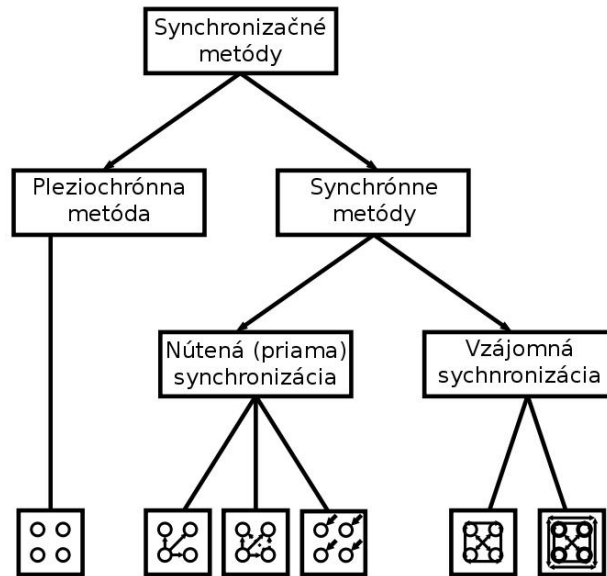 Synchronizačné
metódy
Pleziochrónna
metóda
Synchrónne
metódy
Nútená (priama)
synchronizácia
Vzájomná
sychnronizácia